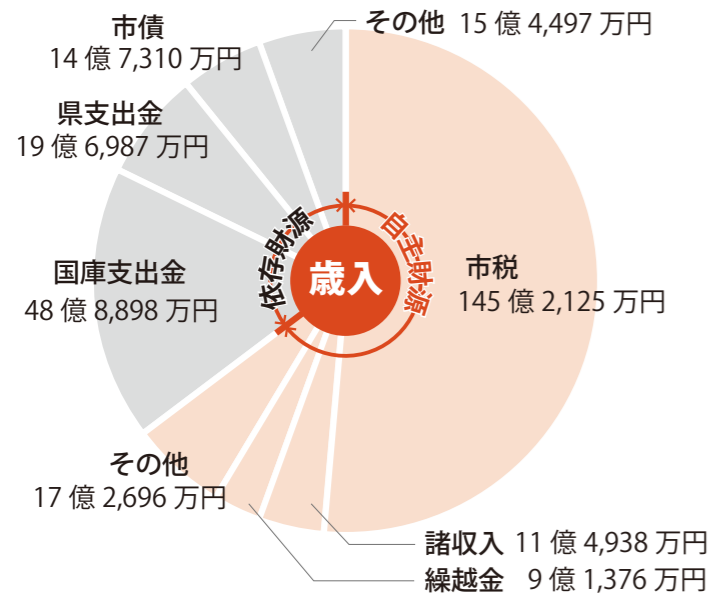 その他 15 億 4,497 万円
市債
14 億 7,310 万円
県支出金
19 億 6,987 万円
国庫支出金
48 億 8,898 万円
依存財源
自主財源
歳入
市税
145 億 2,125 万円
その他
17 億 2,696 万円
諸収入 11 億 4,938 万円
繰越金 9 億 1,376 万円